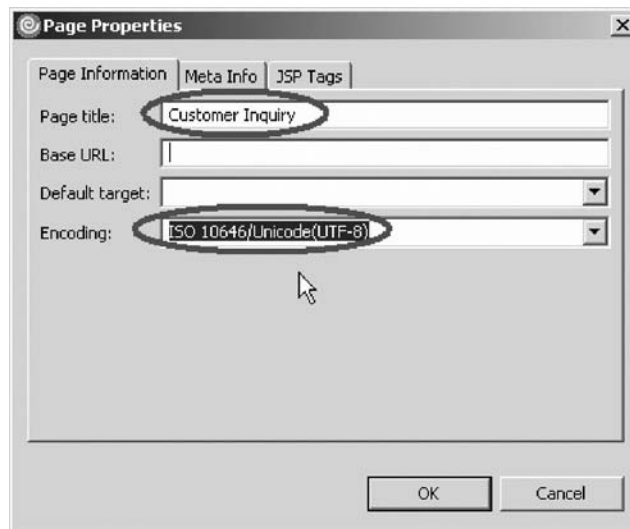 Page Properties
Page Information Meta Info JSP Tags
Page title: Customer Inquiry
Base URL:
Default target:
Encoding: ISO 10646/Unicode(UTF-8)
OK Cancel